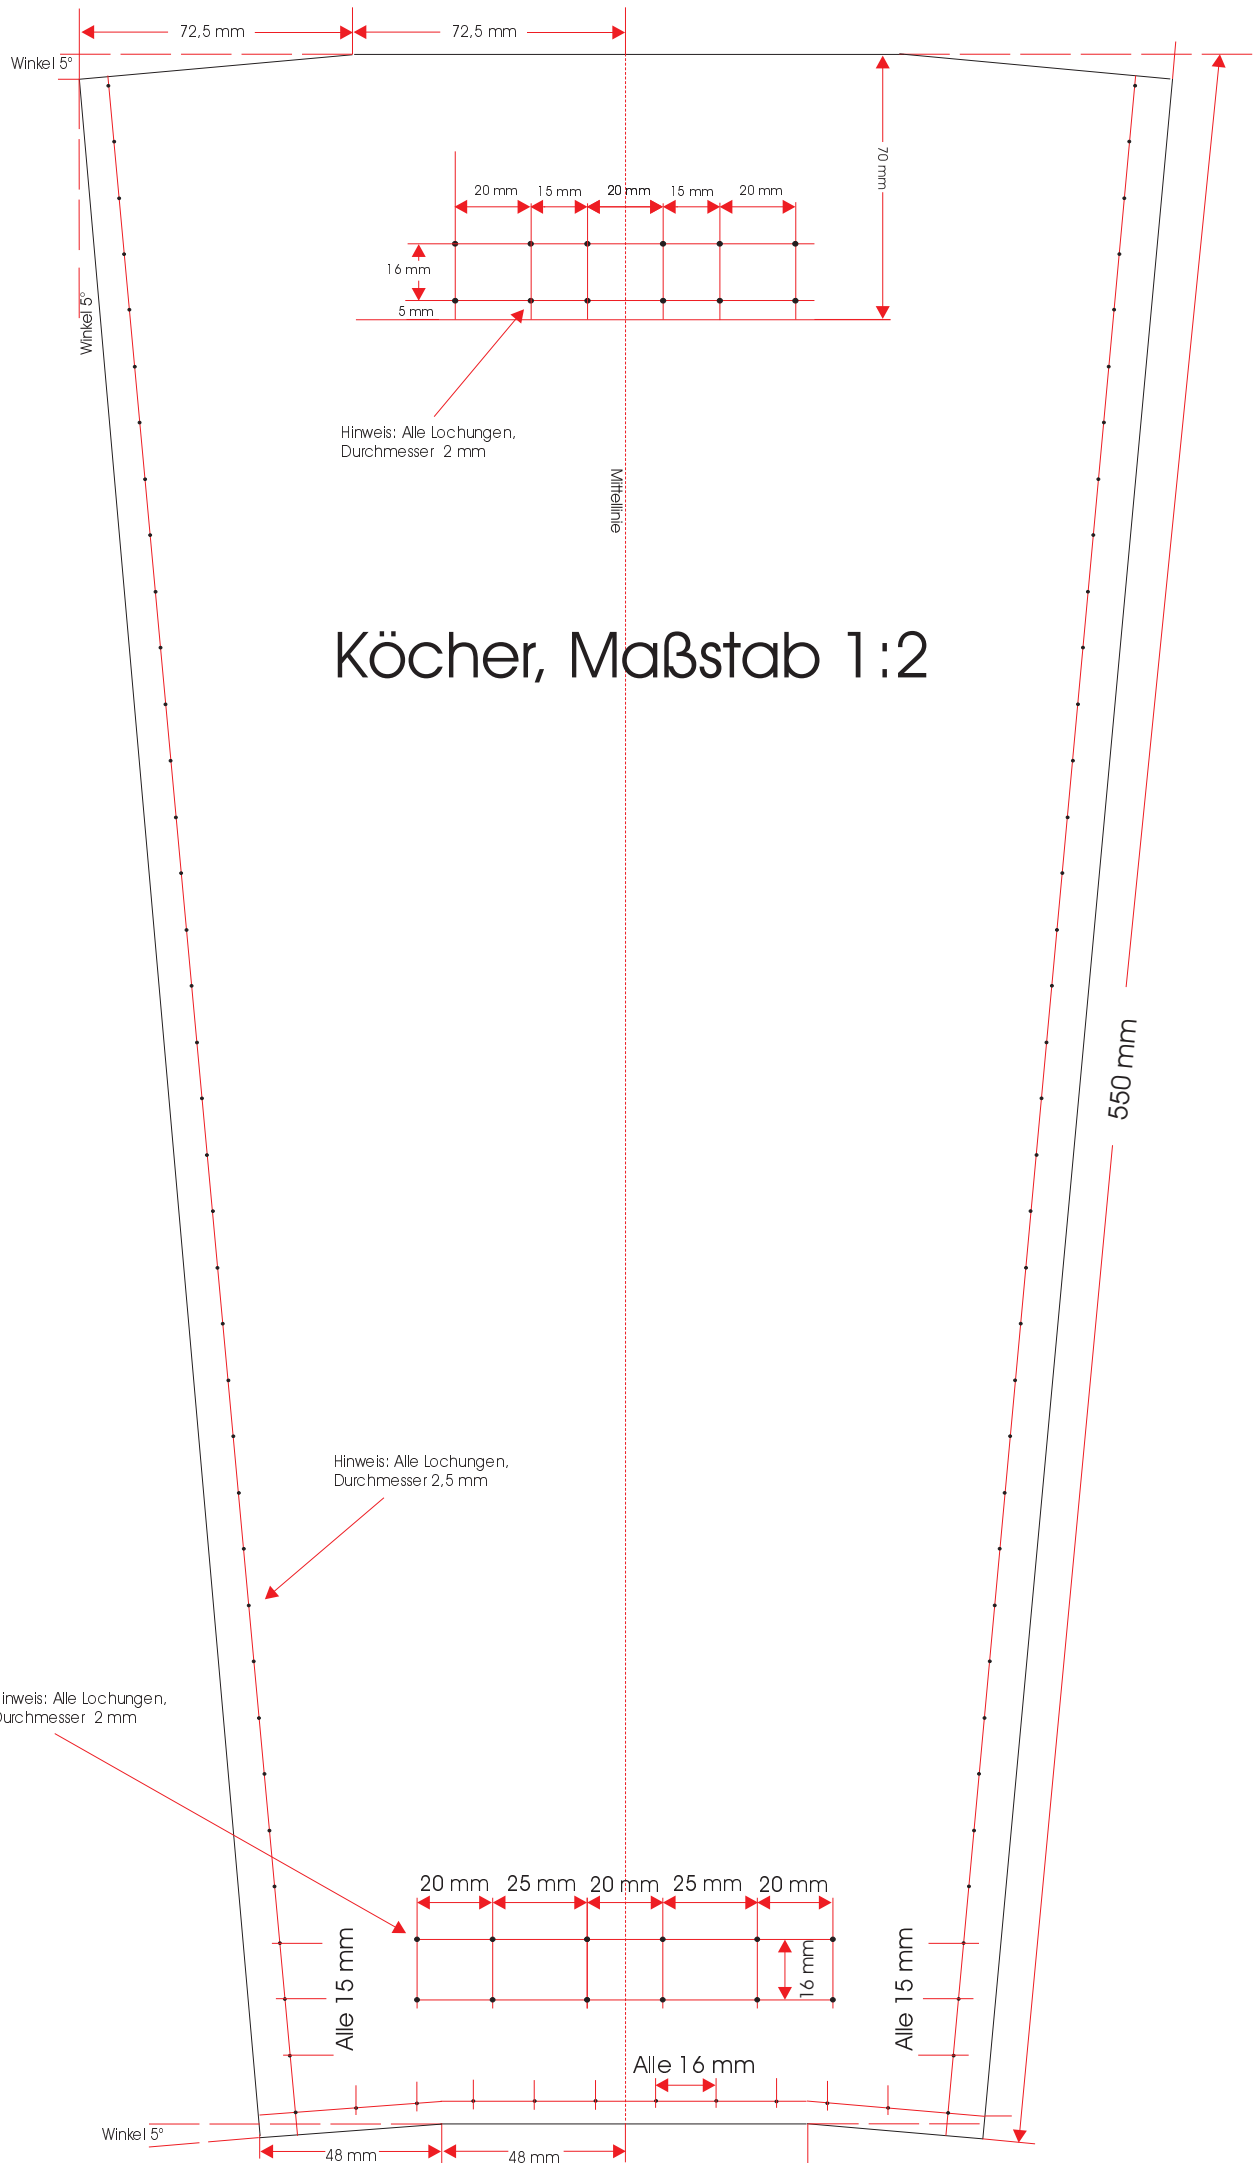 72,5 mm
72,5 mm
Winkel 5°
70 mm
20 mm
15 mm
20 mm
15 mm
20 mm
16 mm
5 mm
Winkel 5°
Hinweis: Alle Lochungen,
Durchmesser 2 mm
Mittellinie
Köcher, Maßstab 1:2
550 mm
Hinweis: Alle Lochungen,
Durchmesser 2,5 mm
inweis: Alle Lochungen,
Durchmesser 2 mm
20 mm
25 mm
20 mm
25 mm
20 mm
16 mm
Alle 15 mm
Alle 15 mm
Alle 16 mm
Winkel 5°
48 mm
48 mm